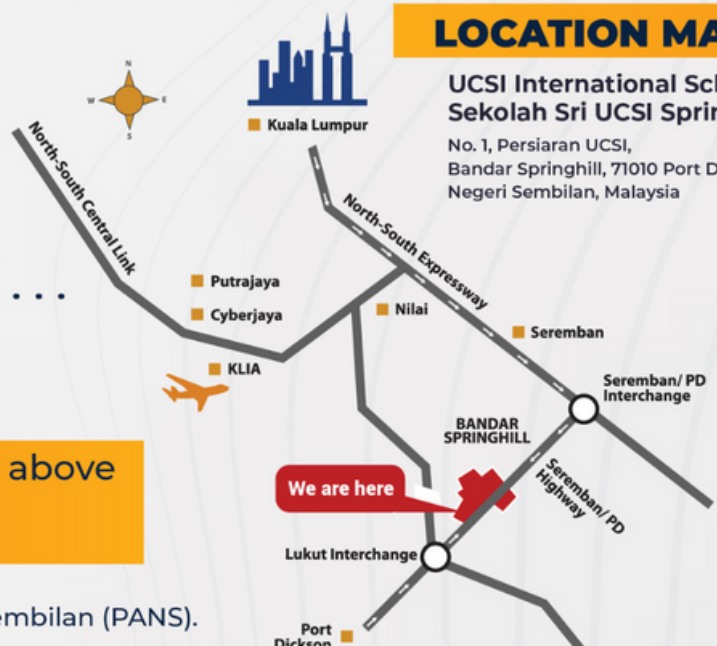 LOCATION MA
UCSI International Sc
Sekolah Sri UCSI Sprin
No. 1, Persiaran UCSI,
Bandar Springhill, 71010 Port D
Negeri Sembilan, Malaysia
N
W
E
S
Kuala Lumpur
North-South Central Link
North-South Expressway
Putrajaya
Cyberjaya
Nilai
Seremban
KLIA
Seremban/ PD
Interchange
BANDAR
SPRINGHILL
Seremban/ PD
Highway
We are here
above
Lukut Interchange
embilan (PANS).
Port
Dickson